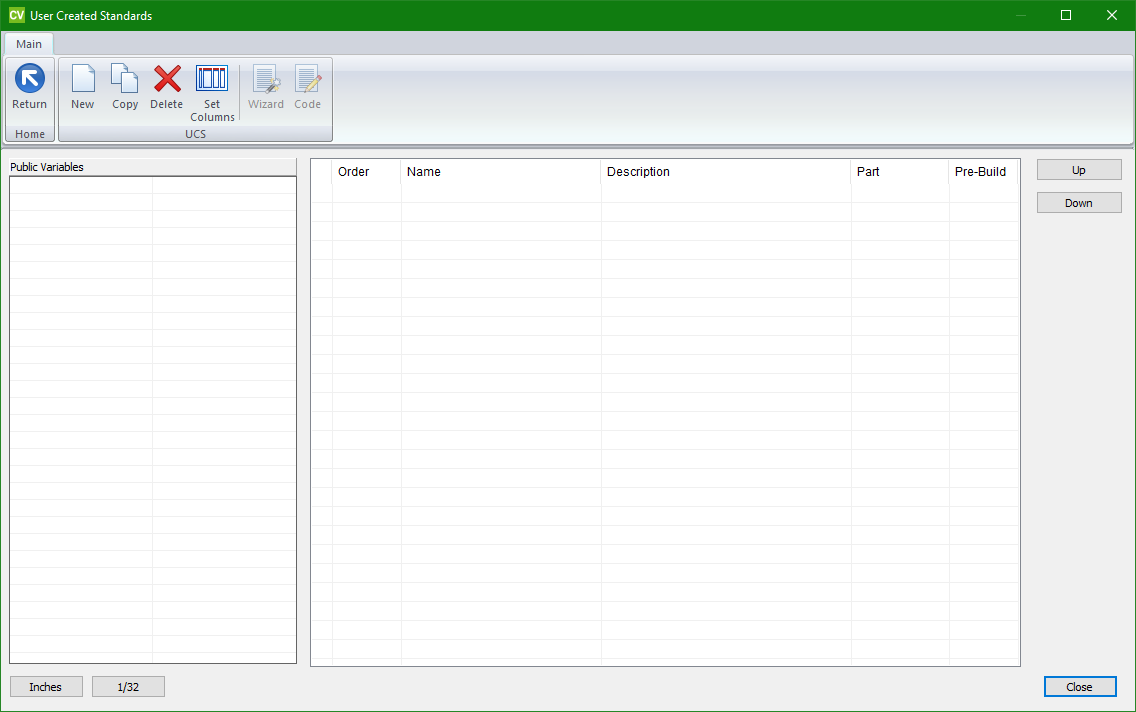 CV User Created Standards
Main
Return
New
Copy
Delete
Set
Columns
Wizard
Code
Home
UCS
Public Variables
Order
Name
Description
Part
Pre-Build
Up
Down
Inches
1/32
Close